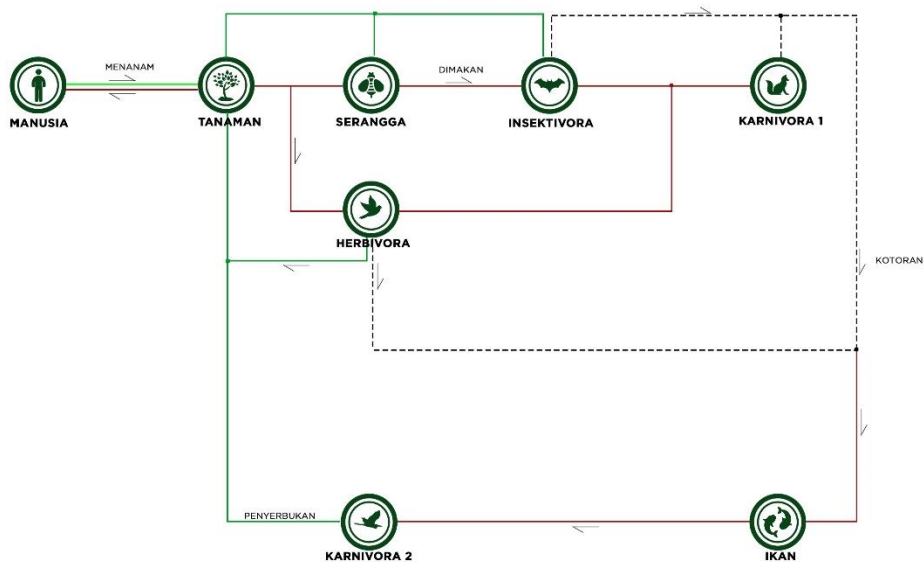 MENANAM
DIMAKAN
MANUSIA
TANAMAN
SERANGGA
INSEKTIVORA
KARNIVORA 1
HERBIVORA
KOTORAN
PENYERBUKAN
KARNIVORA 2
IKAN